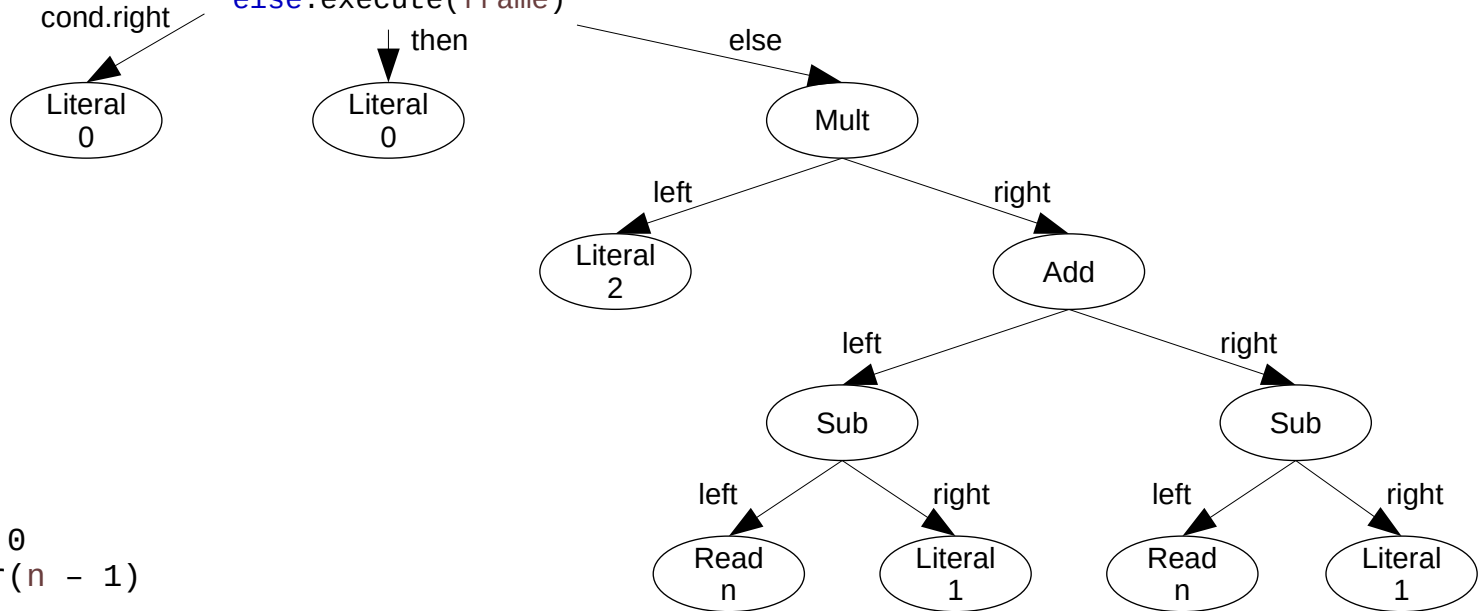 else.execute(frame)
cond.right
then
else
Literal
0
Literal
0
Mult
left
right
Literal
2
Add
left
right
Sub
Sub
left
right
left
right
Read
n
Literal
1
Read
n
Literal
1
0
(n – 1)